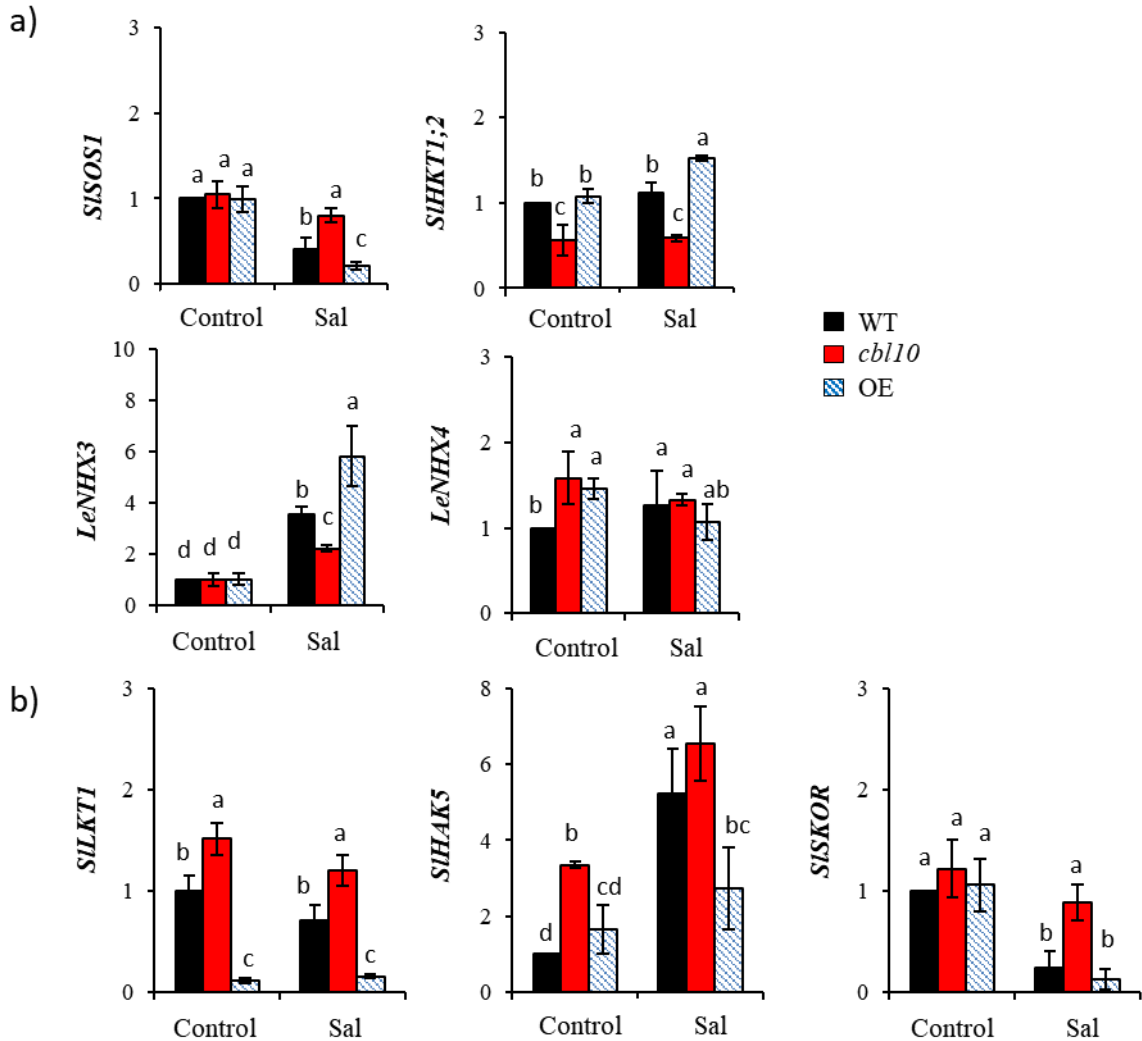 a)
3
2
1
0
SlSOS1
a a a
b a c
Control Sal
3
2
1
0
SlHKT1;2
b c b
b c a
Control Sal
WT
cbl10
OE
10
8
6
4
2
0
LeNHX3
d d d
b c a
Control Sal
3
2
1
0
LeNHX4
b a a
a a ab
Control Sal
b)
3
2
1
0
SlLKT1
b a c
b a c
Control Sal
8
6
4
2
0
SlHAK5
d b cd
a a bc
Control Sal
3
2
1
0
SlSKOR
a a a
b a b
Control Sal